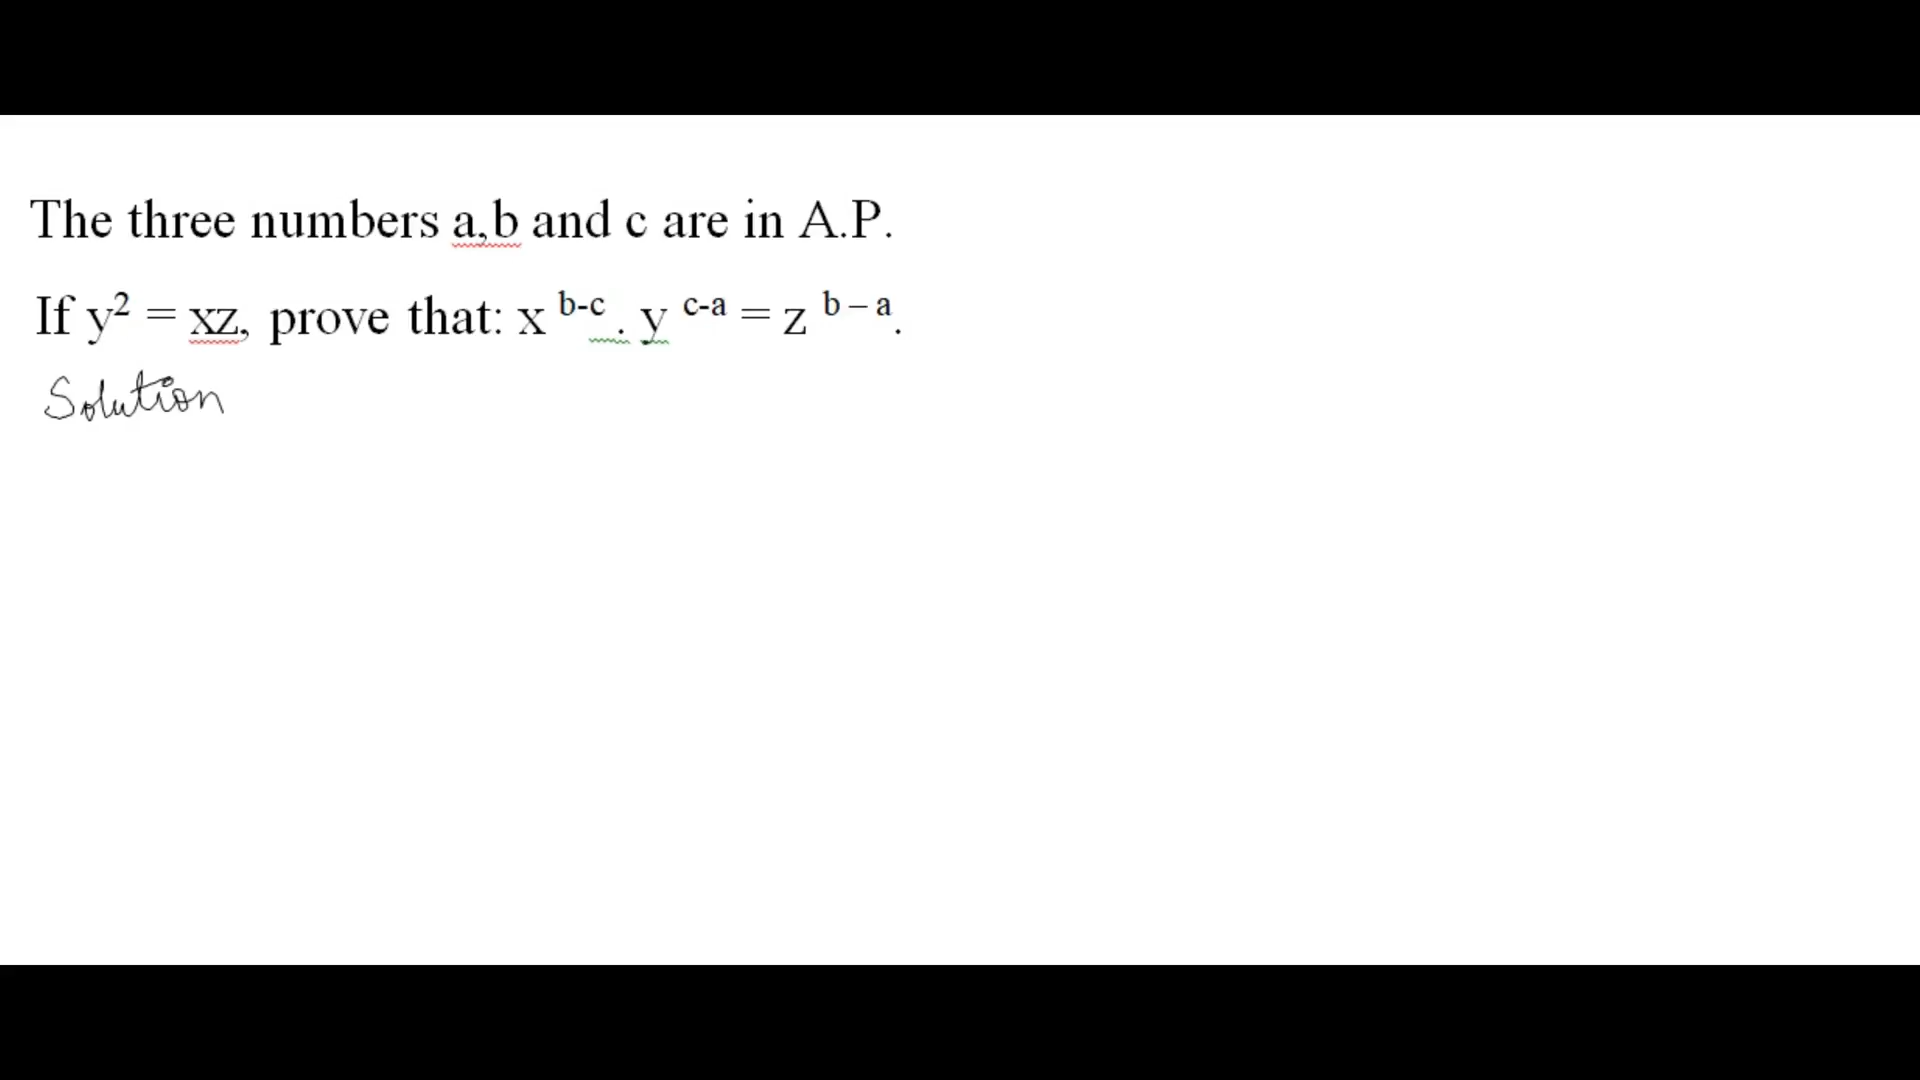 The three numbers a,b and c are in A.P.
If y² = xz, prove that: x ᵇ⁻ᶜ . y ᶜ⁻ᵃ = z ᵇ ⁻ ᵃ.
Solution